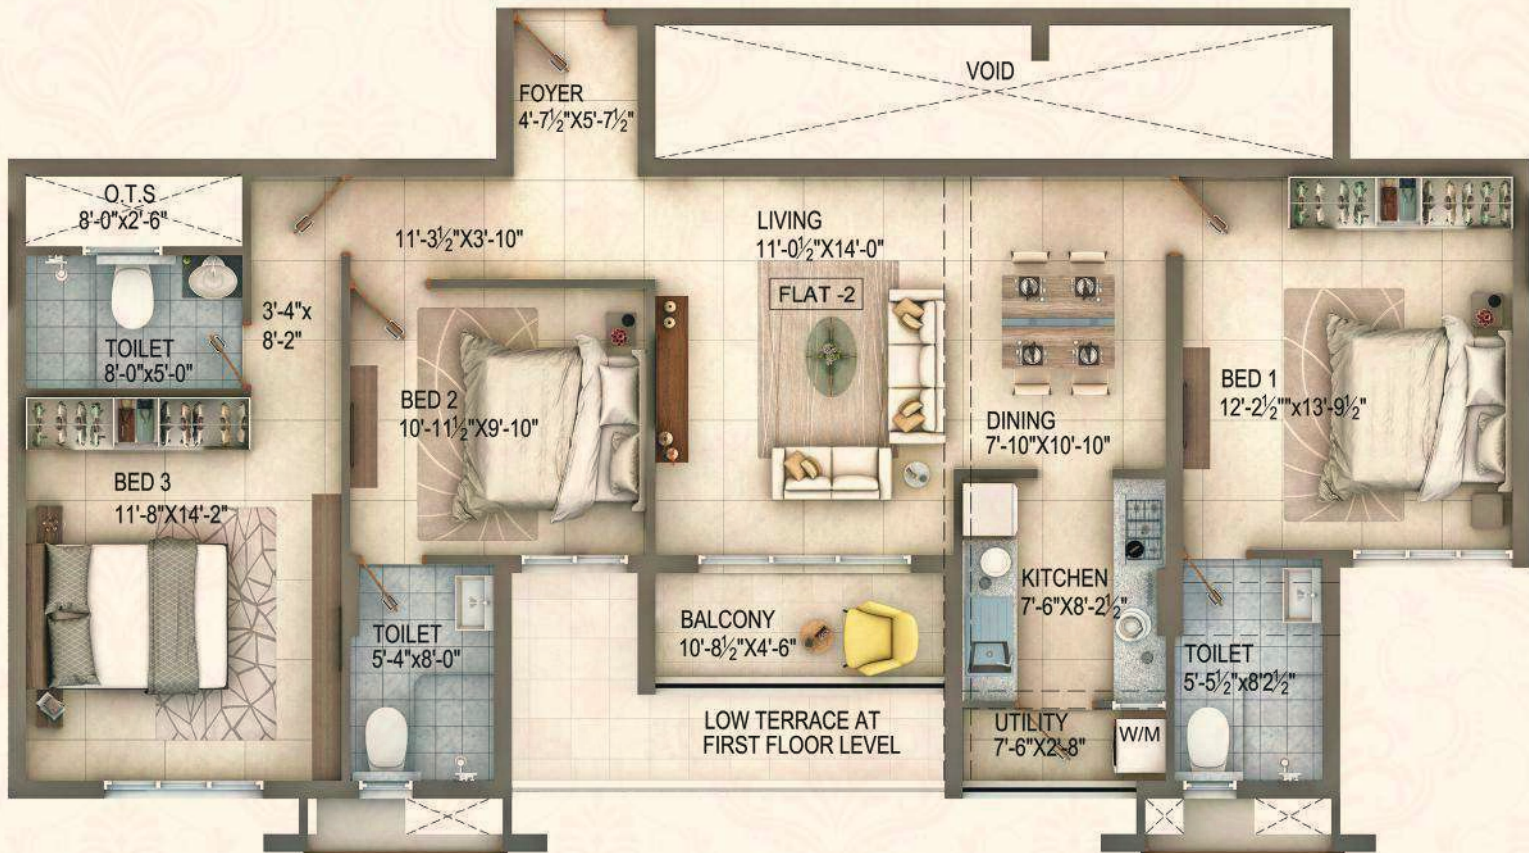 VOID
FOYER
4'-7½"X5'-7½"
O.T.S
8'-0"x2'-6"
11'-3½"X3'-10"
LIVING
11'-0½"X14'-0"
FLAT -2
3'-4"x
8'-2"
TOILET
8'-0"x5'-0"
BED 2
10'-11½"X9'-10"
DINING
7'-10"X10'-10"
BED 1
12'-2½""x13'-9½"
BED 3
11'-8"X14'-2"
KITCHEN
7'-6"X8'-2½"
BALCONY
10'-8½"X4'-6"
TOILET
5'-4"x8'-0"
TOILET
5'-5½"x8'2½"
LOW TERRACE AT
FIRST FLOOR LEVEL
UTILITY
7'-6"X2'-8"
W/M